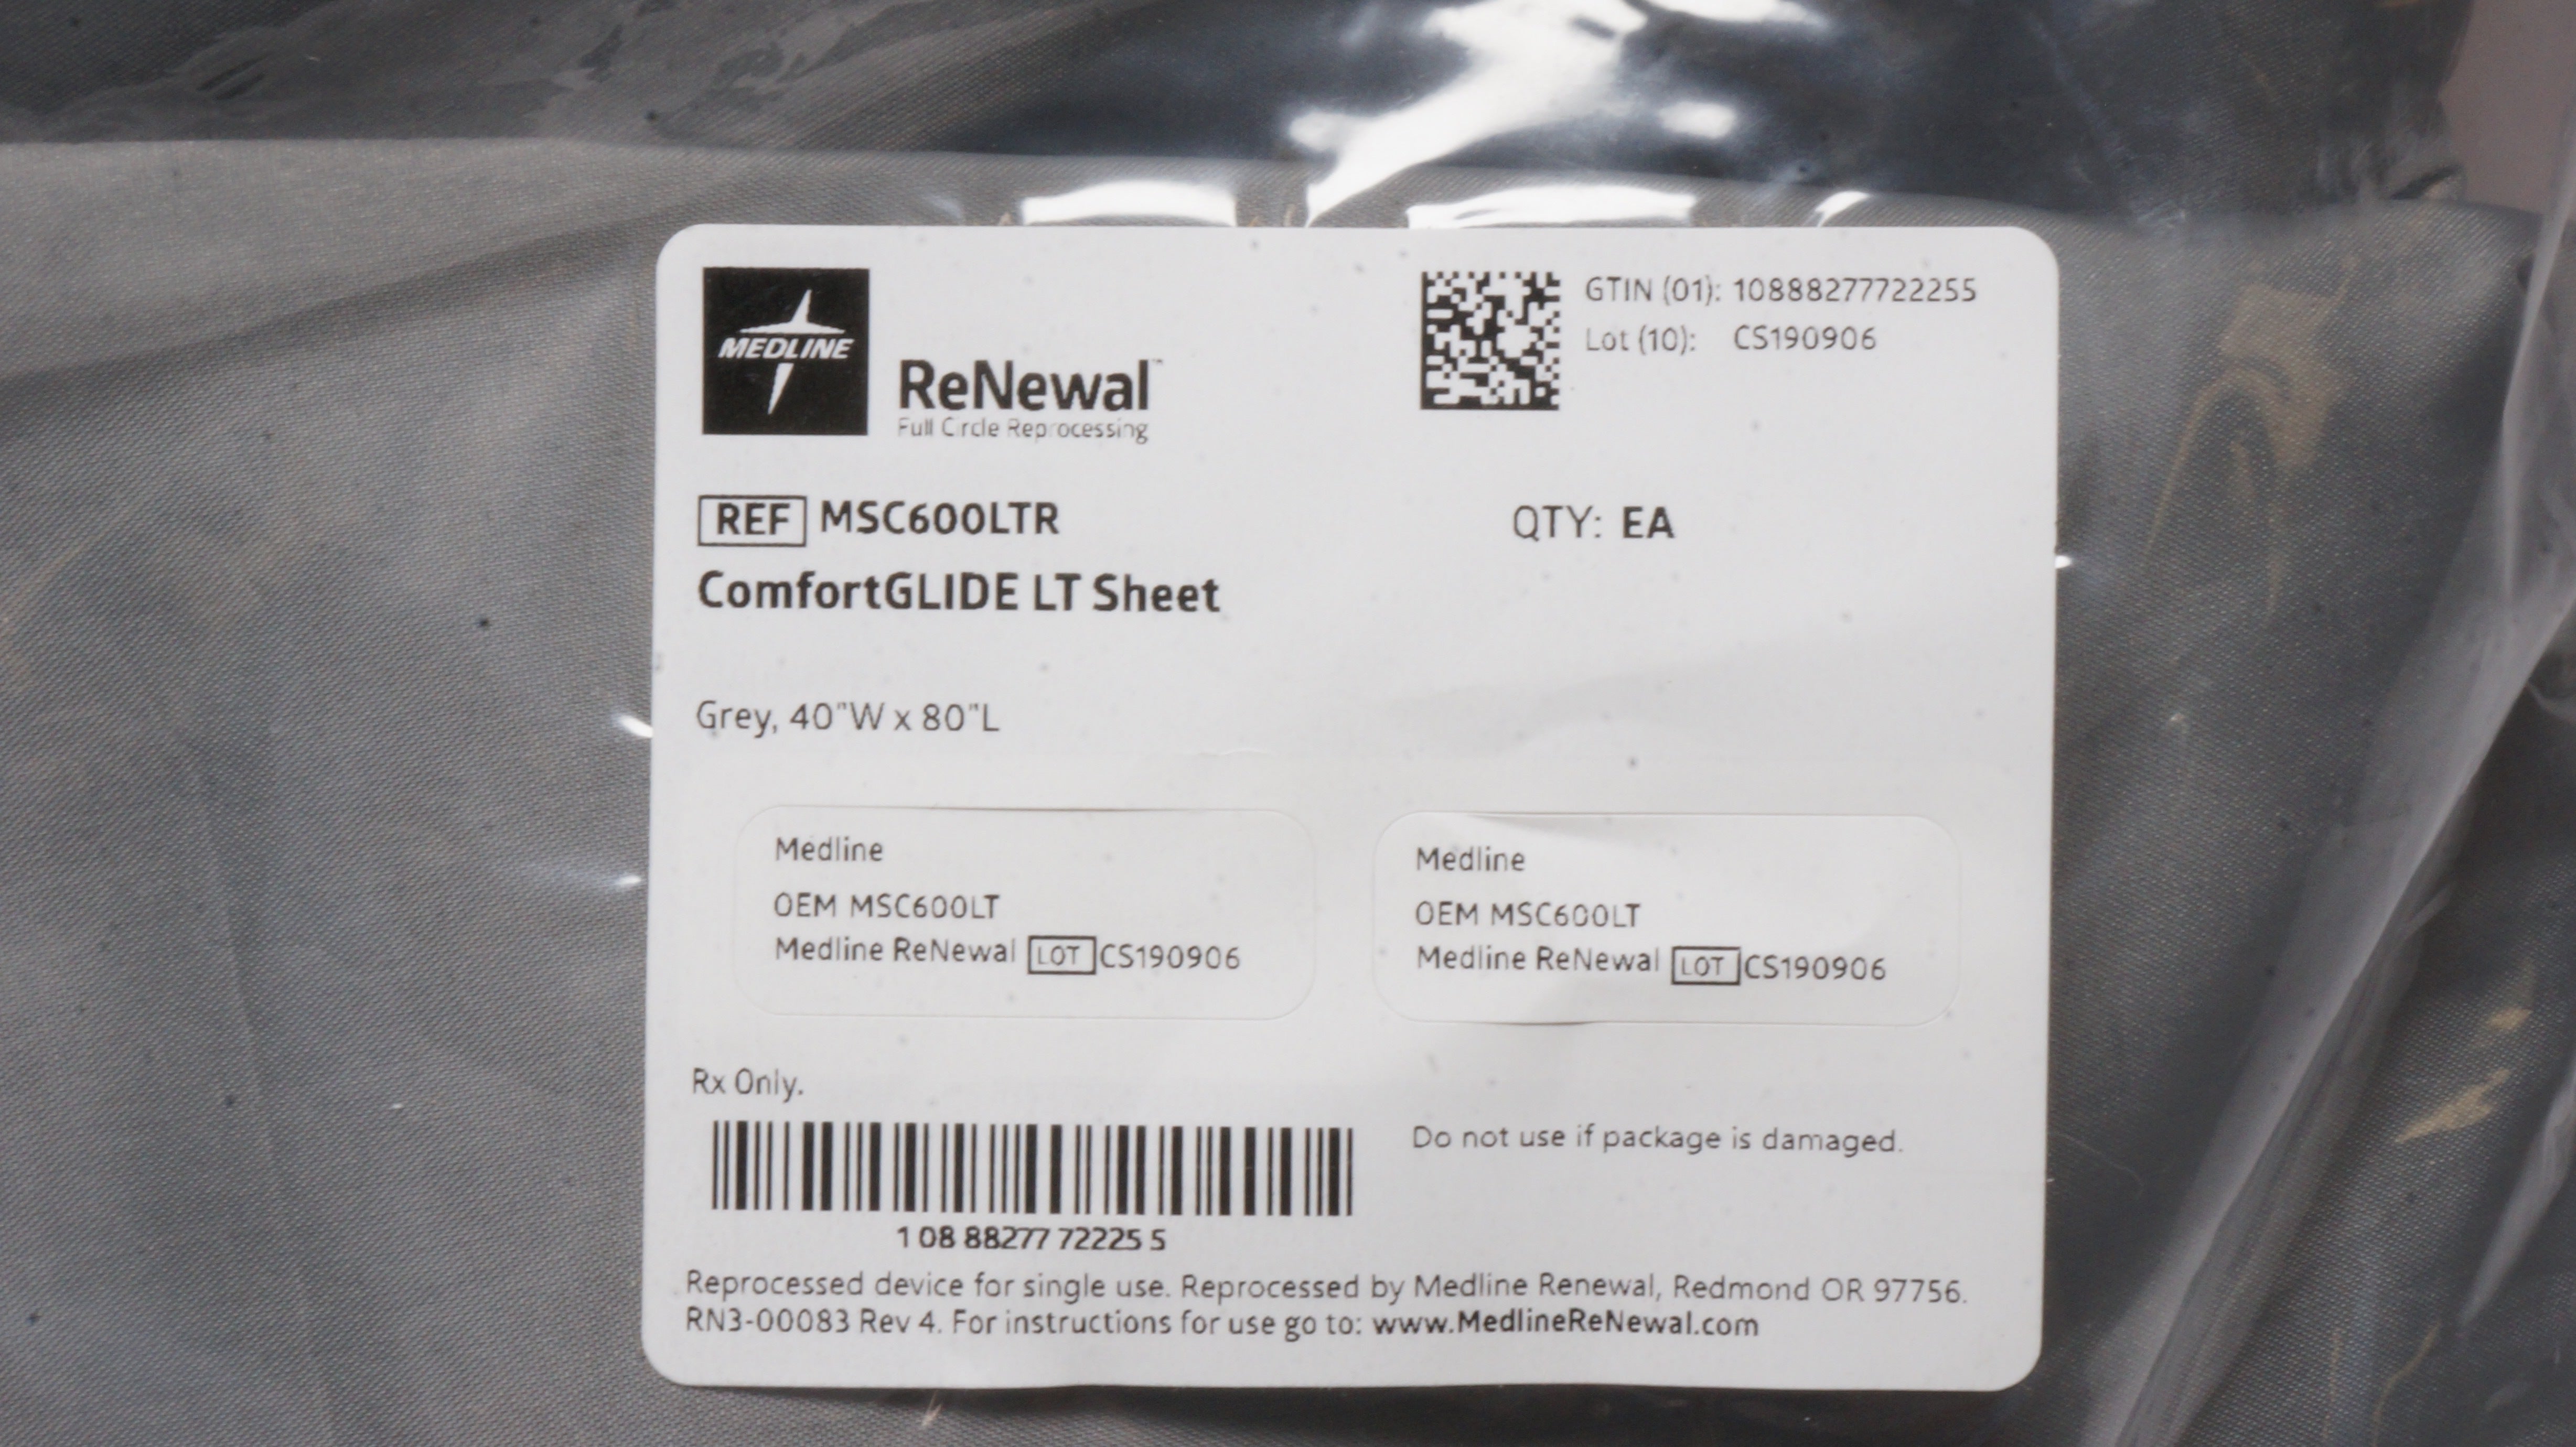 MEDLINE
ReNewal™
Full Circle Reprocessing
GTIN (01): 10888277722255
Lot (10): CS190906
REF MSC600LTR
QTY: EA
ComfortGLIDE LT Sheet
Grey, 40"W x 80"L
Medline
OEM MSC600LT
Medline ReNewal LOT CS190906
Medline
OEM MSC600LT
Medline ReNewal LOT CS190906
Rx Only.
Do not use if package is damaged.
1 08 88277 72225 5
Reprocessed device for single use. Reprocessed by Medline Renewal, Redmond OR 97756.
RN3-00083 Rev 4. For instructions for use go to: www.MedlineReNewal.com